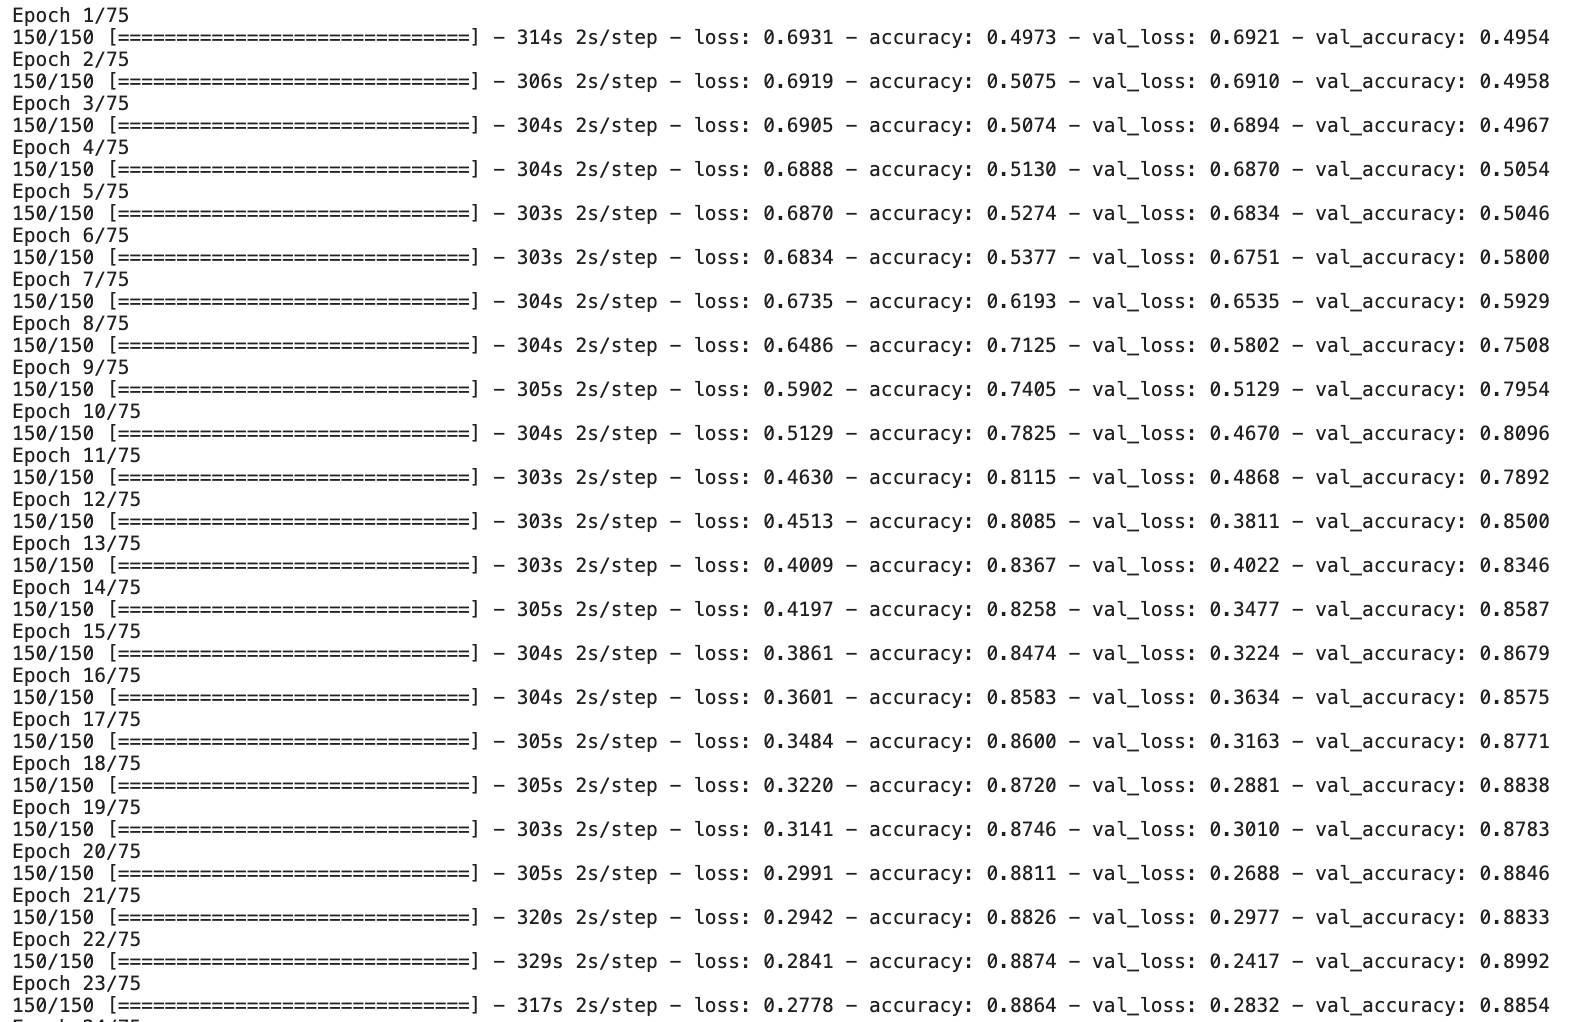 Epoch 1/75
150/150 [==============================] - 314s 2s/step - loss: 0.6931 - accuracy: 0.4973 - val_loss: 0.6921 - val_accuracy: 0.4954
Epoch 2/75
150/150 [==============================] - 306s 2s/step - loss: 0.6919 - accuracy: 0.5075 - val_loss: 0.6910 - val_accuracy: 0.4958
Epoch 3/75
150/150 [==============================] - 304s 2s/step - loss: 0.6905 - accuracy: 0.5074 - val_loss: 0.6894 - val_accuracy: 0.4967
Epoch 4/75
150/150 [==============================] - 304s 2s/step - loss: 0.6888 - accuracy: 0.5130 - val_loss: 0.6870 - val_accuracy: 0.5054
Epoch 5/75
150/150 [==============================] - 303s 2s/step - loss: 0.6870 - accuracy: 0.5274 - val_loss: 0.6834 - val_accuracy: 0.5046
Epoch 6/75
150/150 [==============================] - 303s 2s/step - loss: 0.6834 - accuracy: 0.5377 - val_loss: 0.6751 - val_accuracy: 0.5800
Epoch 7/75
150/150 [==============================] - 304s 2s/step - loss: 0.6735 - accuracy: 0.6193 - val_loss: 0.6535 - val_accuracy: 0.5929
Epoch 8/75
150/150 [==============================] - 304s 2s/step - loss: 0.6486 - accuracy: 0.7125 - val_loss: 0.5802 - val_accuracy: 0.7508
Epoch 9/75
150/150 [==============================] - 305s 2s/step - loss: 0.5902 - accuracy: 0.7405 - val_loss: 0.5129 - val_accuracy: 0.7954
Epoch 10/75
150/150 [==============================] - 304s 2s/step - loss: 0.5129 - accuracy: 0.7825 - val_loss: 0.4670 - val_accuracy: 0.8096
Epoch 11/75
150/150 [==============================] - 303s 2s/step - loss: 0.4630 - accuracy: 0.8115 - val_loss: 0.4868 - val_accuracy: 0.7892
Epoch 12/75
150/150 [==============================] - 303s 2s/step - loss: 0.4513 - accuracy: 0.8085 - val_loss: 0.3811 - val_accuracy: 0.8500
Epoch 13/75
150/150 [==============================] - 303s 2s/step - loss: 0.4009 - accuracy: 0.8367 - val_loss: 0.4022 - val_accuracy: 0.8346
Epoch 14/75
150/150 [==============================] - 305s 2s/step - loss: 0.4197 - accuracy: 0.8258 - val_loss: 0.3477 - val_accuracy: 0.8587
Epoch 15/75
150/150 [==============================] - 304s 2s/step - loss: 0.3861 - accuracy: 0.8474 - val_loss: 0.3224 - val_accuracy: 0.8679
Epoch 16/75
150/150 [==============================] - 304s 2s/step - loss: 0.3601 - accuracy: 0.8583 - val_loss: 0.3634 - val_accuracy: 0.8575
Epoch 17/75
150/150 [==============================] - 305s 2s/step - loss: 0.3484 - accuracy: 0.8600 - val_loss: 0.3163 - val_accuracy: 0.8771
Epoch 18/75
150/150 [==============================] - 305s 2s/step - loss: 0.3220 - accuracy: 0.8720 - val_loss: 0.2881 - val_accuracy: 0.8838
Epoch 19/75
150/150 [==============================] - 303s 2s/step - loss: 0.3141 - accuracy: 0.8746 - val_loss: 0.3010 - val_accuracy: 0.8783
Epoch 20/75
150/150 [==============================] - 305s 2s/step - loss: 0.2991 - accuracy: 0.8811 - val_loss: 0.2688 - val_accuracy: 0.8846
Epoch 21/75
150/150 [==============================] - 320s 2s/step - loss: 0.2942 - accuracy: 0.8826 - val_loss: 0.2977 - val_accuracy: 0.8833
Epoch 22/75
150/150 [==============================] - 329s 2s/step - loss: 0.2841 - accuracy: 0.8874 - val_loss: 0.2417 - val_accuracy: 0.8992
Epoch 23/75
150/150 [==============================] - 317s 2s/step - loss: 0.2778 - accuracy: 0.8864 - val_loss: 0.2832 - val_accuracy: 0.8854